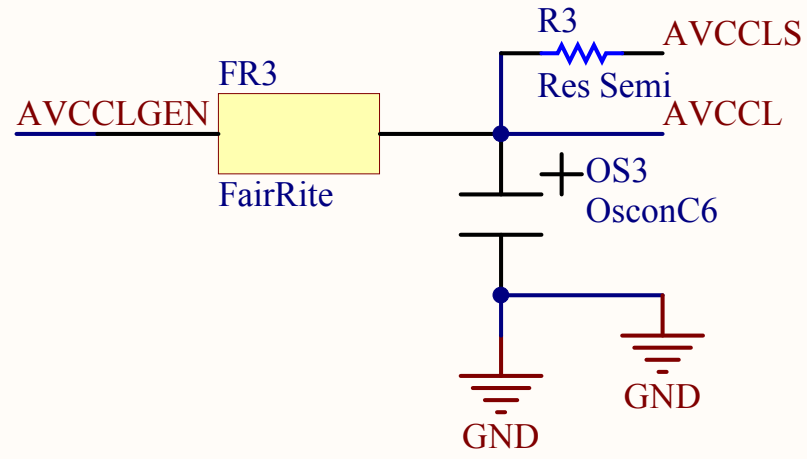 R3
AVCCLS
Res Semi
FR3
AVCCLGEN
AVCCL
FairRite
OS3
OsconC6
GND
GND